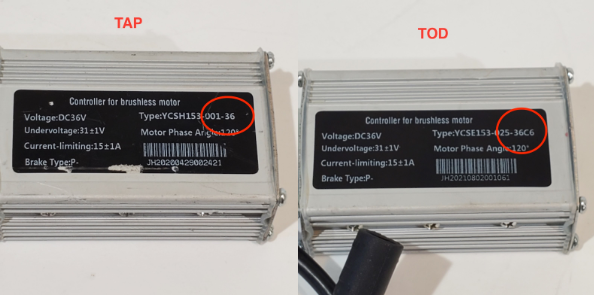 TAP
Controller for brushless motor
Voltage:DC36V
Type:YCSH153-001-36
Undervoltage:31±1V
Motor Phase Angle:120°
Current-limiting:15±1A
Brake Type:P-
JH20200429002421
TOD
Controller for brushless motor
Voltage:DC36V
Type:YCSE153-025-36C6
Undervoltage:31±1V
Motor Phase Angle:120°
Current-limiting:15±1A
Brake Type:P-
JH20210802001061